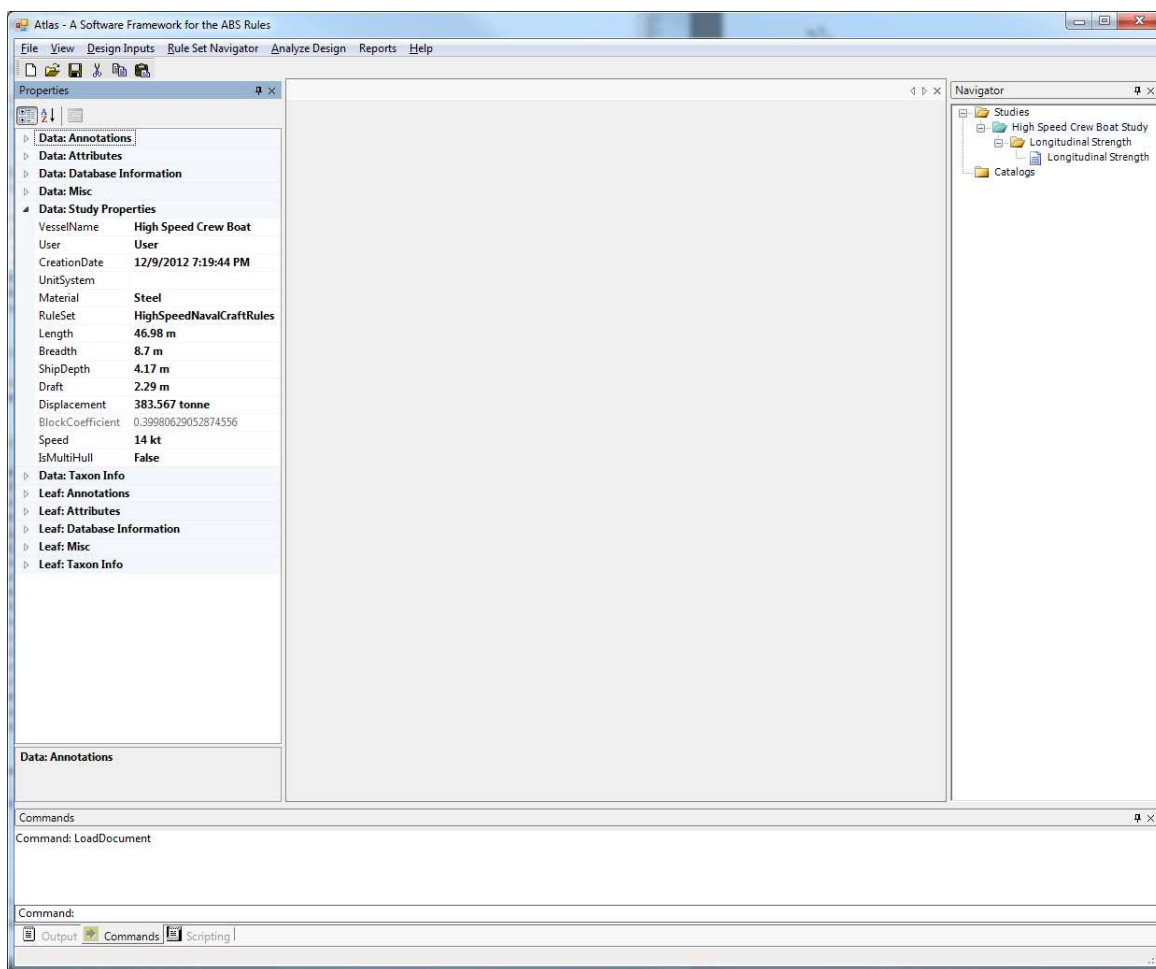 Atlas - A Software Framework for the ABS Rules
File View Design Inputs Rule Set Navigator Analyze Design Reports Help
Properties
Data: Annotations
Data: Attributes
Data: Database Information
Data: Misc
Data: Study Properties
VesselName High Speed Crew Boat
User User
CreationDate 12/9/2012 7:19:44 PM
UnitSystem
Material Steel
RuleSet HighSpeedNavalCraftRules
Length 46.98 m
Breadth 8.7 m
ShipDepth 4.17 m
Draft 2.29 m
Displacement 383.567 tonne
BlockCoefficient 0.39980629052874556
Speed 14 kt
IsMultiHull False
Data: Taxon Info
Leaf: Annotations
Leaf: Attributes
Leaf: Database Information
Leaf: Misc
Leaf: Taxon Info
Data: Annotations
Navigator
Studies
High Speed Crew Boat Study
Longitudinal Strength
Longitudinal Strength
Catalogs
Commands
Command: LoadDocument
Command:
Output Commands Scripting